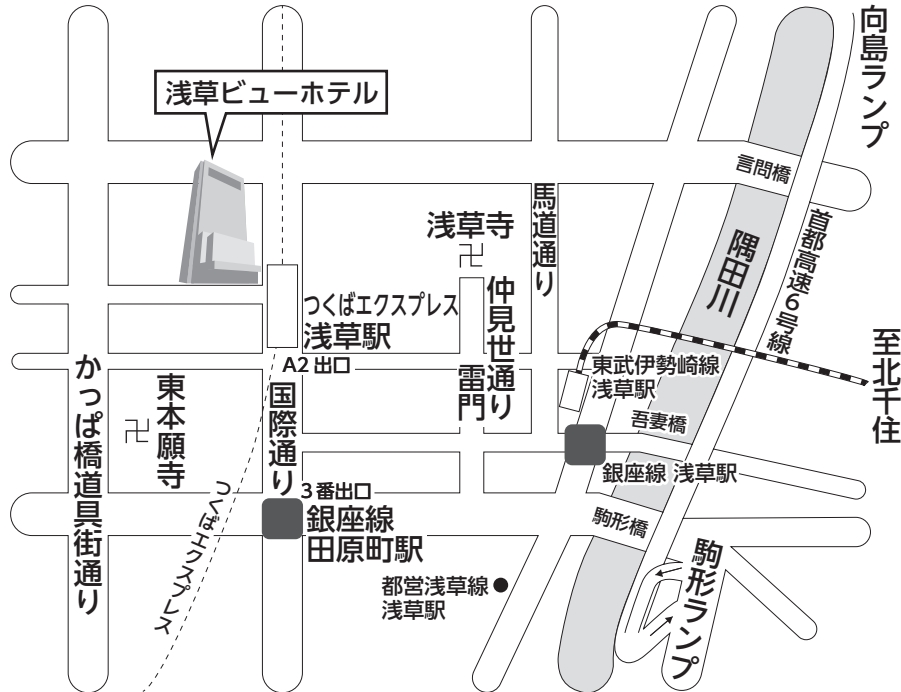 向島ランプ
浅草ビューホテル
言問橋
馬道通り
首都高速6号線
浅草寺
隅田川
つくばエクスプレス
浅草駅
仲見世通り
雷門
東武伊勢崎線
浅草駅
至北千住
A2 出口
かっぱ橋道具街通り
東本願寺
国際通り
吾妻橋
銀座線 浅草駅
つくばエクスプレス
3番出口
銀座線
田原町駅
駒形橋
駒形ランプ
都営浅草線
浅草駅